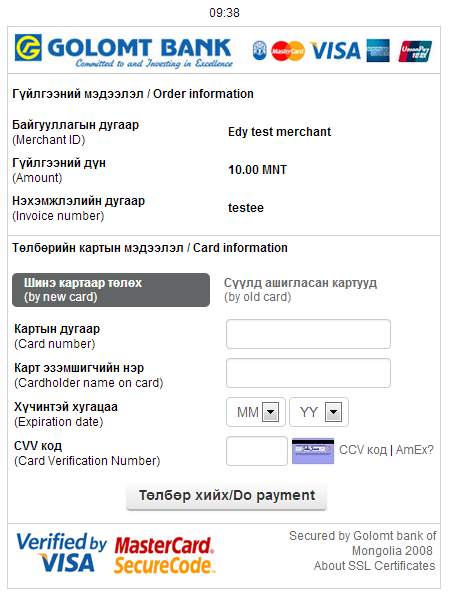 09:38
GOLOMT BANK
Committed to and Investing in Excellence
MasterCard VISA UnionPay
Гүйлгээний мэдээлэл / Order information
Байгууллагын дугаар
(Merchant ID)
Edy test merchant
Гүйлгээний дүн
(Amount)
10.00 MNT
Нэхэмжлэлийн дугаар
(Invoice number)
testee
Төлбөрийн картын мэдээлэл / Card information
Шинэ картаар төлөх
(by new card)
Сүүлд ашигласан картууд
(by old card)
Картын дугаар
(Card number)
Карт эзэмшигчийн нэр
(Cardholder name on card)
Хүчинтэй хугацаа
(Expiration date)
MM YY
CVV код
(Card Verification Number)
CCV код | AmEx?
Төлбөр хийх/Do payment
Verified by
VISA
MasterCard.
SecureCode.
Secured by Golomt bank of
Mongolia 2008
About SSL Certificates